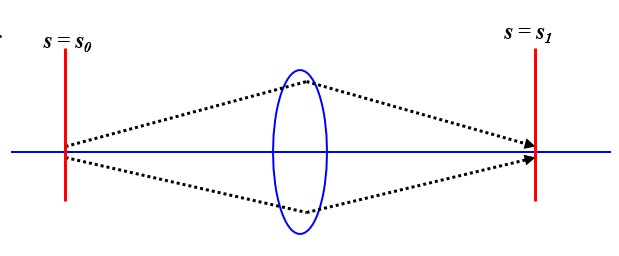 s = s₀
s = s₁